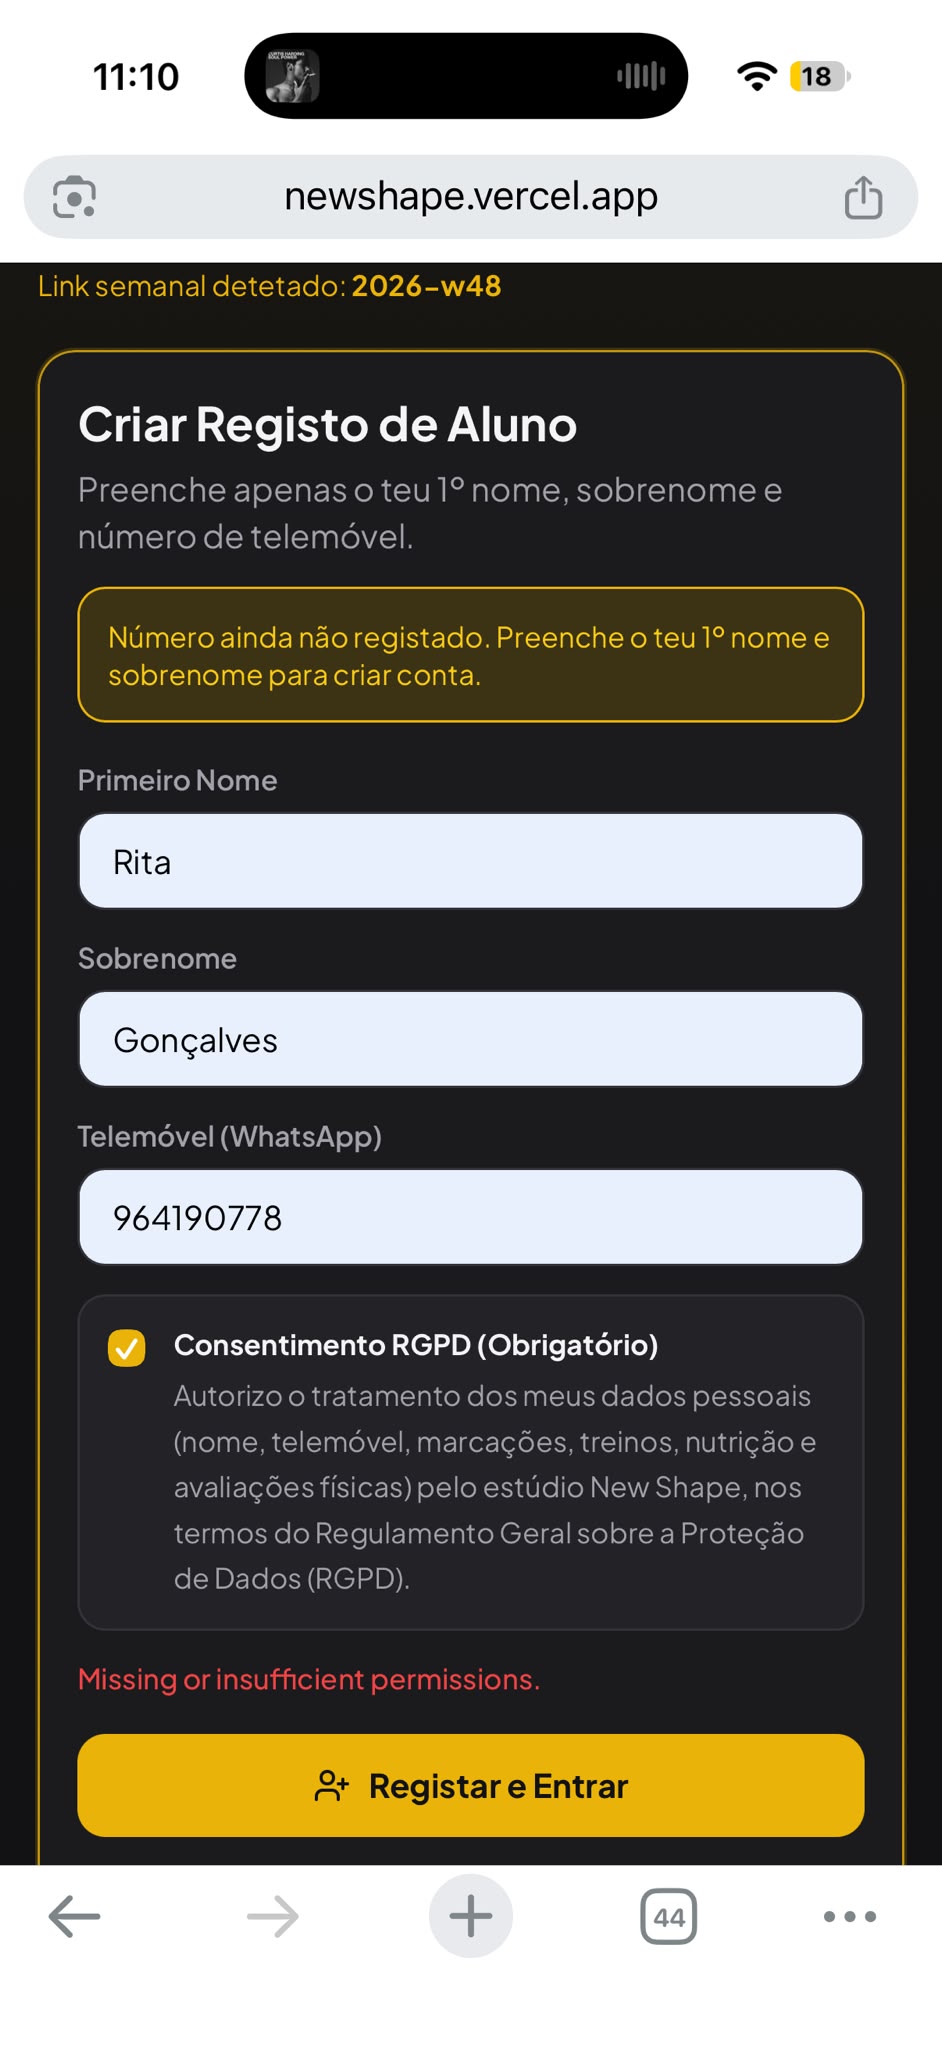 11:10
CURTIS HARDING
SOUL POWER
18
newshape.vercel.app
Link semanal detetado: 2026-w48
Criar Registo de Aluno
Preenche apenas o teu 1º nome, sobrenome e
número de telemóvel.
Número ainda não registado. Preenche o teu 1º nome e
sobrenome para criar conta.
Primeiro Nome
Rita
Sobrenome
Gonçalves
Telemóvel (WhatsApp)
964190778
Consentimento RGPD (Obrigatório)
Autorizo o tratamento dos meus dados pessoais
(nome, telemóvel, marcações, treinos, nutrição e
avaliações físicas) pelo estúdio New Shape, nos
termos do Regulamento Geral sobre a Proteção
de Dados (RGPD).
Missing or insufficient permissions.
Registar e Entrar
44